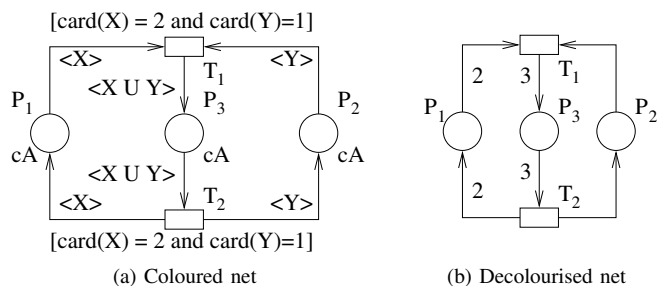 [card(X) = 2 and card(Y)=1]
<X>
<Y>
T1
<X U Y>
P1
P3
P2
cA
cA
cA
<X U Y>
<X>
T2
<Y>
[card(X) = 2 and card(Y)=1]
(a) Coloured net
2
3
T1
P1
P3
P2
2
3
T2
(b) Decolourised net